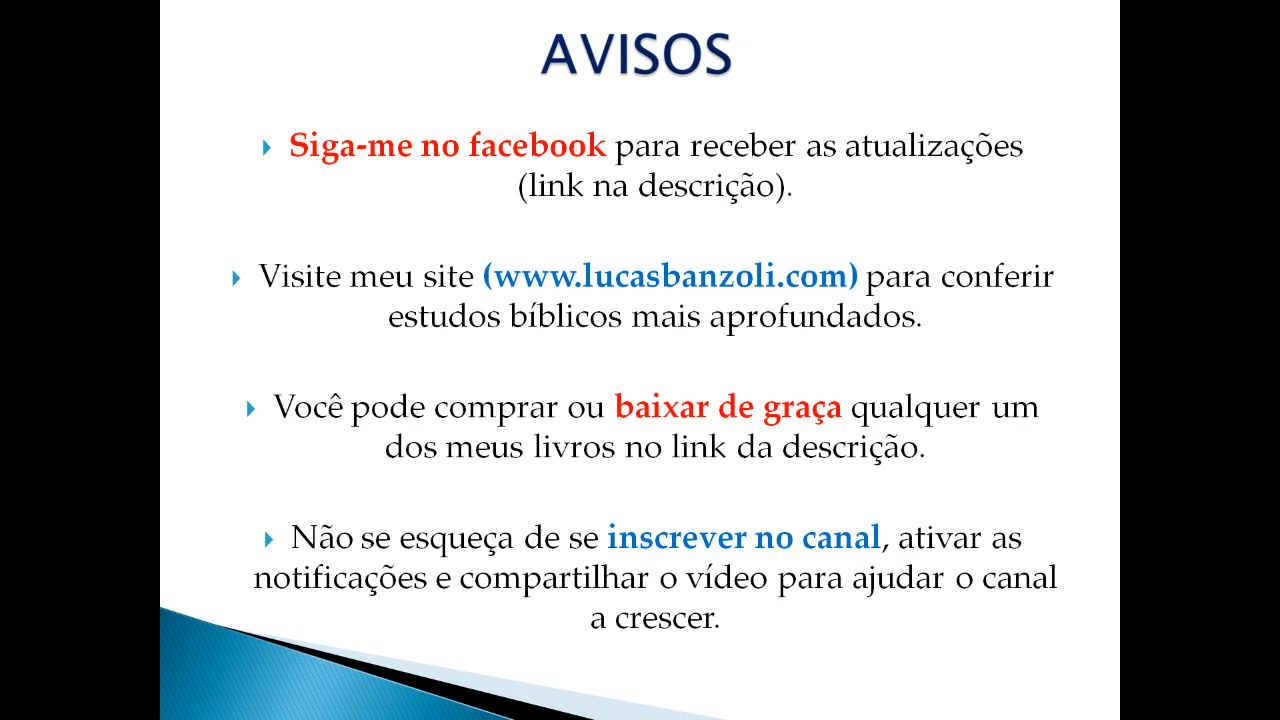 AVISOS
Siga-me no facebook para receber as atualizações
(link na descrição).
Visite meu site (www.lucasbanzoli.com) para conferir
estudos bíblicos mais aprofundados.
Você pode comprar ou baixar de graça qualquer um
dos meus livros no link da descrição.
Não se esqueça de se inscrever no canal, ativar as
notificações e compartilhar o vídeo para ajudar o canal
a crescer.